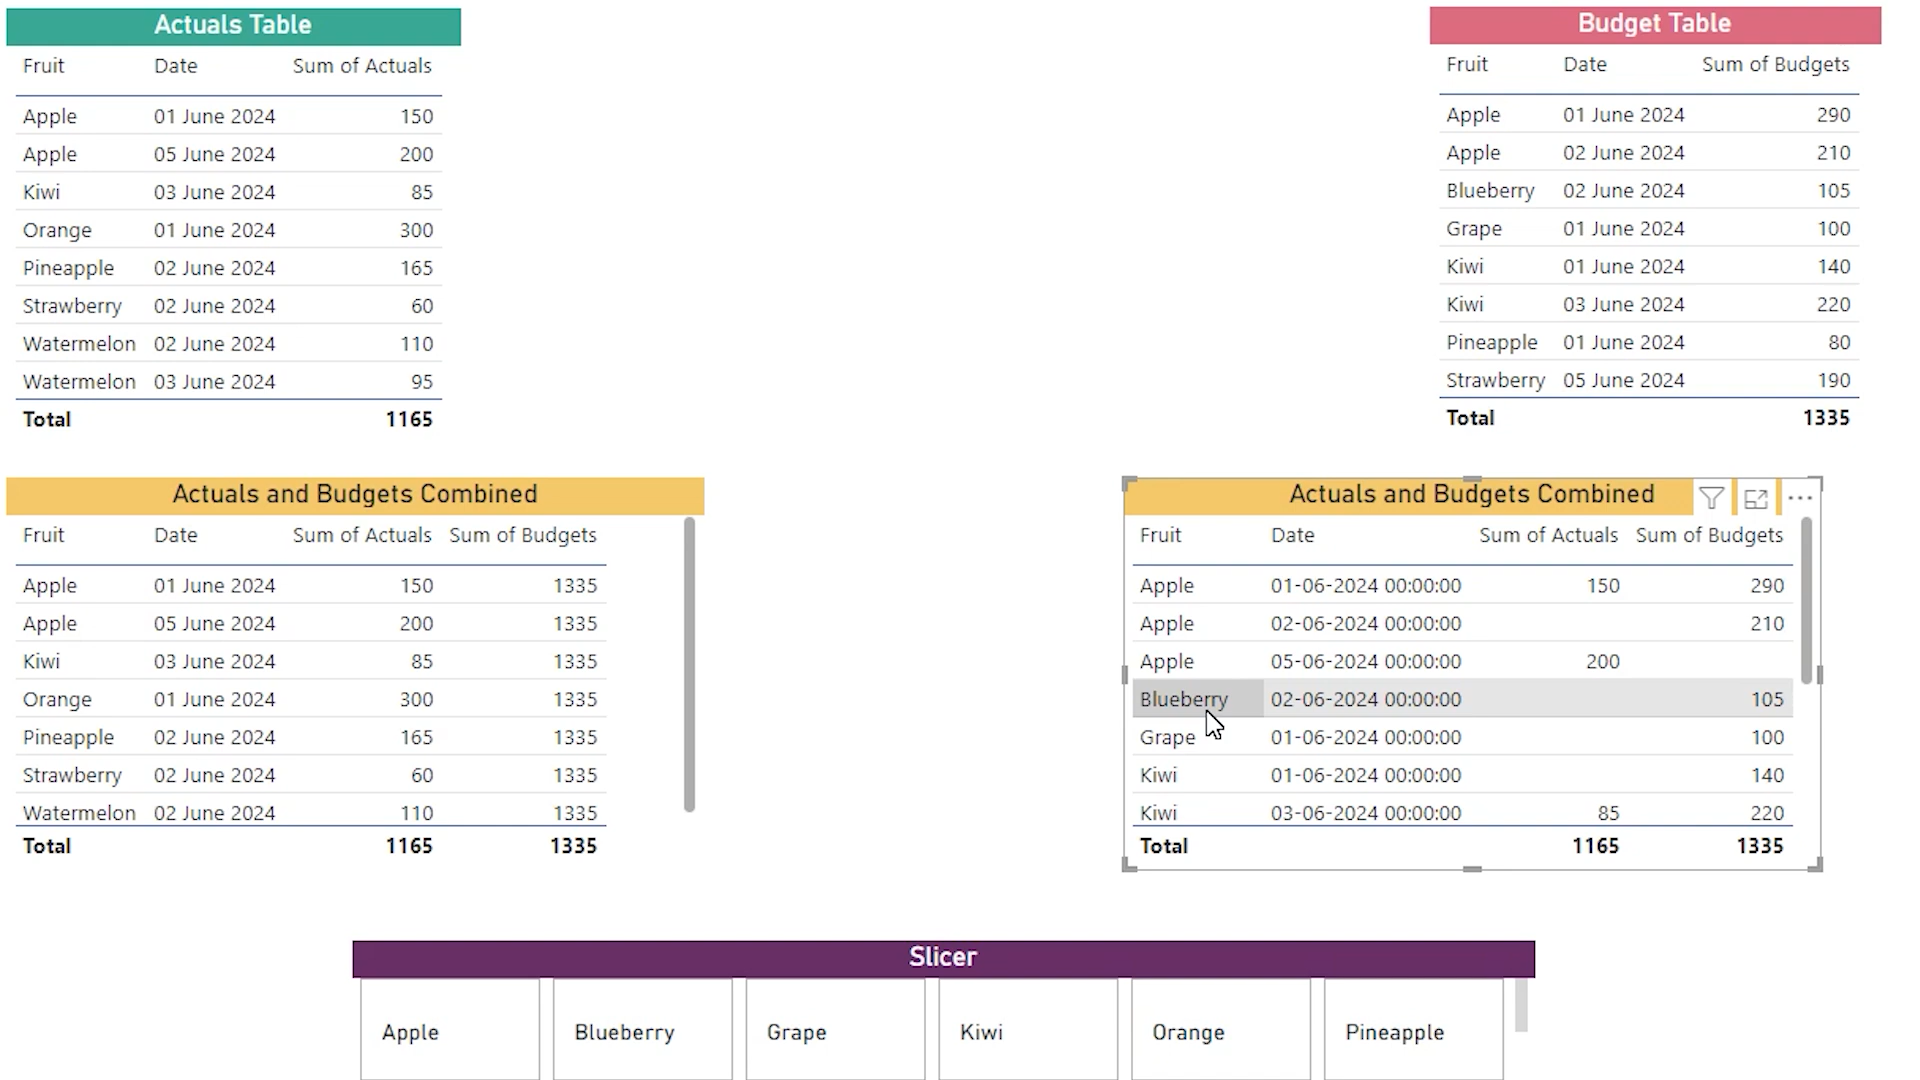 Actuals Table
Fruit Date Sum of Actuals
Apple 01 June 2024 150
Apple 05 June 2024 200
Kiwi 03 June 2024 85
Orange 01 June 2024 300
Pineapple 02 June 2024 165
Strawberry 02 June 2024 60
Watermelon 02 June 2024 110
Watermelon 03 June 2024 95
Total 1165
Budget Table
Fruit Date Sum of Budgets
Apple 01 June 2024 290
Apple 02 June 2024 210
Blueberry 02 June 2024 105
Grape 01 June 2024 100
Kiwi 01 June 2024 140
Kiwi 03 June 2024 220
Pineapple 01 June 2024 80
Strawberry 05 June 2024 190
Total 1335
Actuals and Budgets Combined
Fruit Date Sum of Actuals Sum of Budgets
Apple 01 June 2024 150 1335
Apple 05 June 2024 200 1335
Kiwi 03 June 2024 85 1335
Orange 01 June 2024 300 1335
Pineapple 02 June 2024 165 1335
Strawberry 02 June 2024 60 1335
Watermelon 02 June 2024 110 1335
Total 1165 1335
Actuals and Budgets Combined
Fruit Date Sum of Actuals Sum of Budgets
Apple 01-06-2024 00:00:00 150 290
Apple 02-06-2024 00:00:00 210
Apple 05-06-2024 00:00:00 200
Blueberry 02-06-2024 00:00:00 105
Grape 01-06-2024 00:00:00 100
Kiwi 01-06-2024 00:00:00 140
Kiwi 03-06-2024 00:00:00 85 220
Total 1165 1335
Slicer
Apple Blueberry Grape Kiwi Orange Pineapple